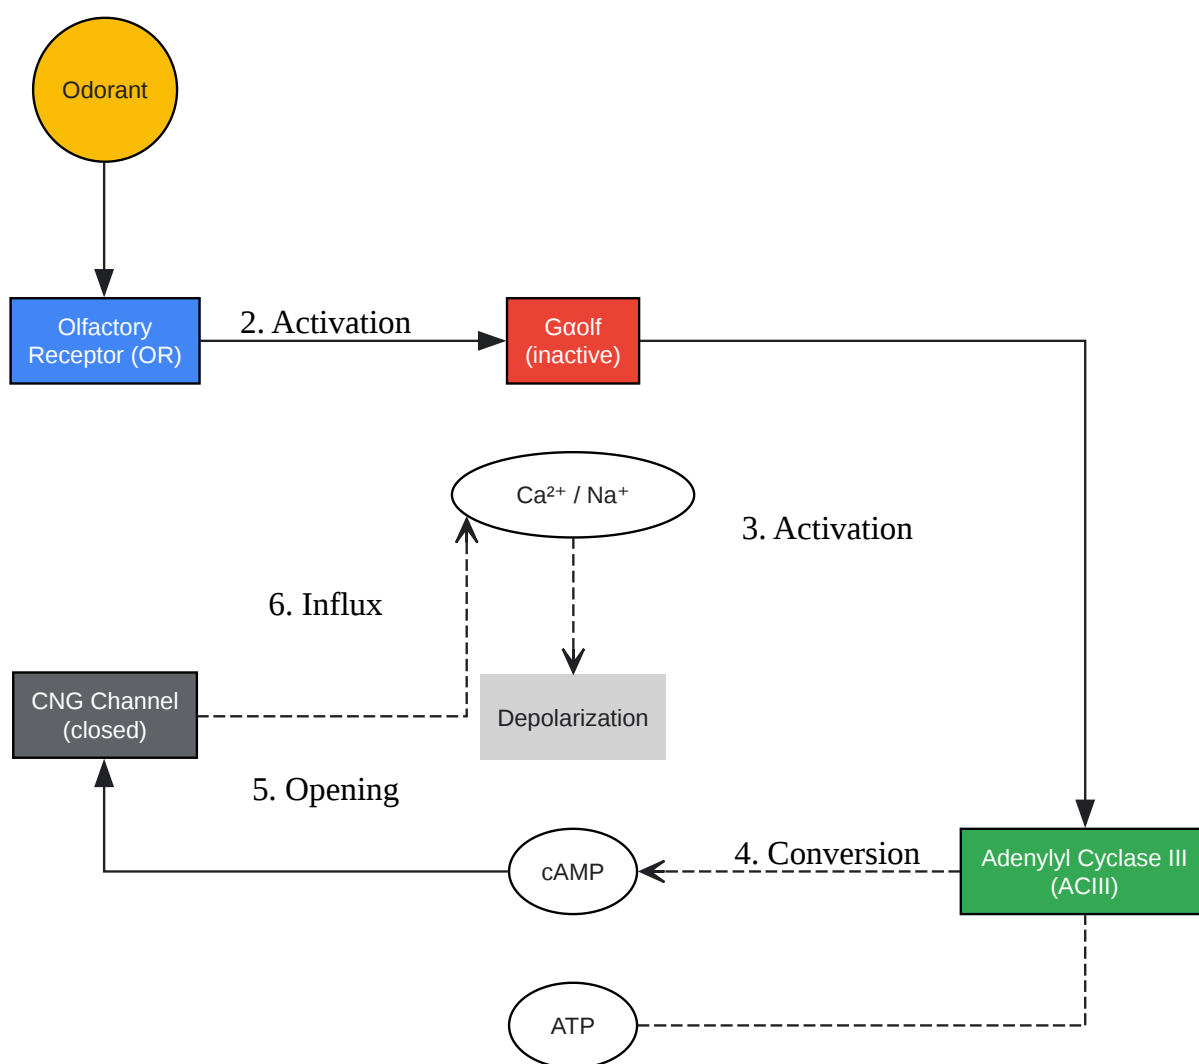 Odorant
Olfactory
Receptor (OR)
2. Activation
Gαolf
(inactive)
Ca²⁺ / Na⁺
3. Activation
6. Influx
CNG Channel
(closed)
Depolarization
5. Opening
cAMP
4. Conversion
Adenylyl Cyclase III
(ACIII)
ATP